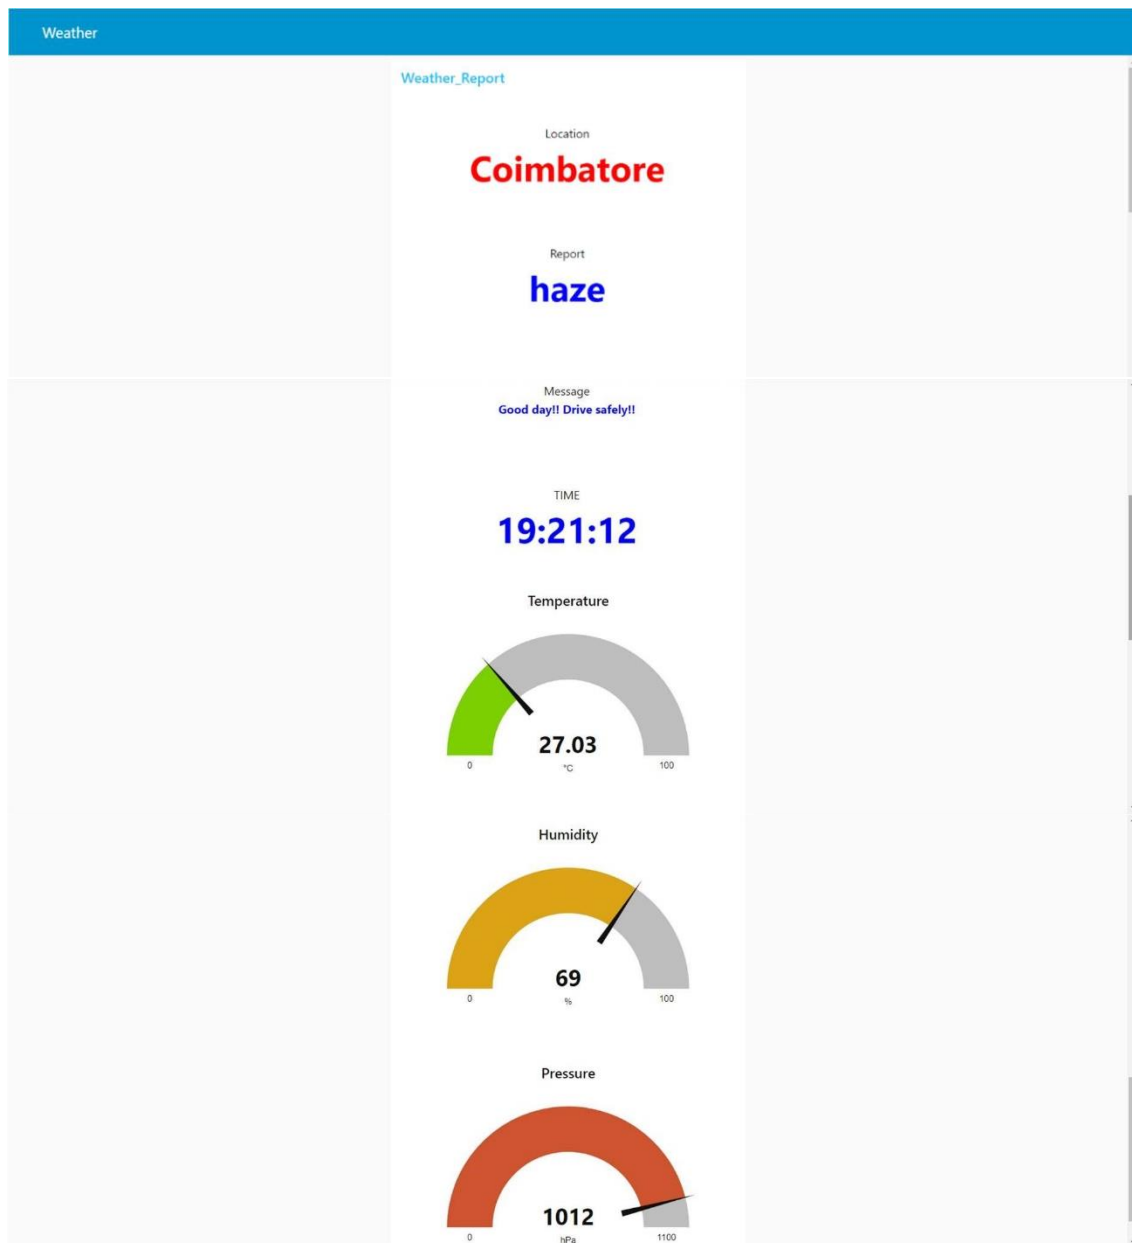 Weather
Weather_Report
Location
Coimbatore
Report
haze
Message
Good day!! Drive safely!!
TIME
19:21:12
Temperature
27.03
0 °C 100
Humidity
69
0 % 100
Pressure
1012
0 hPa 1100